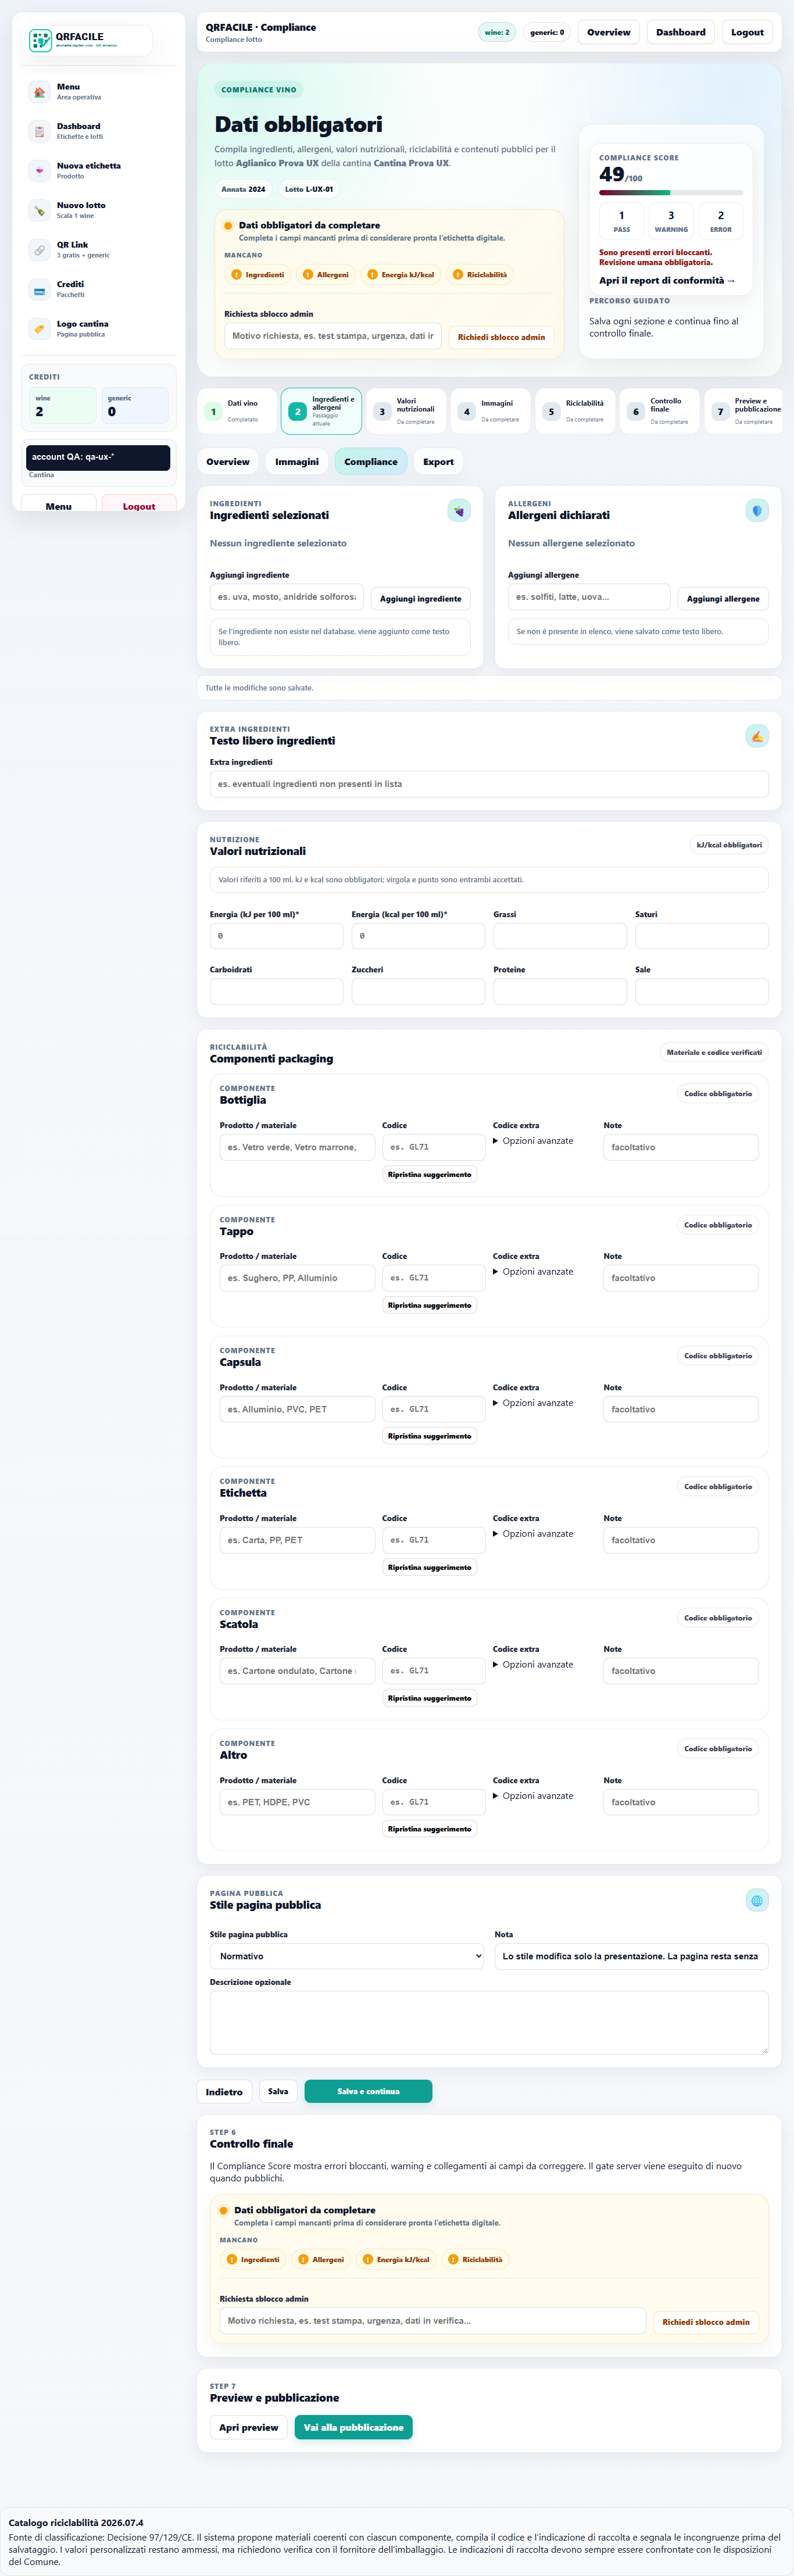 QRFACILE
etichette digitali vino · QR dinamici
Menu
Area operativa
Dashboard
Etichette e lotti
Nuova etichetta
Prodotto
Nuovo lotto
Scala 1 wine
QR Link
3 gratis + generic
Crediti
Pacchetti
Logo cantina
Pagina pubblica
CREDITI
wine
2
generic
0
account QA: qa-ux-*
Cantina
Menu
Logout
QRFACILE · Compliance
Compliance lotto
wine: 2
generic: 0
Overview
Dashboard
Logout
COMPLIANCE VINO
Dati obbligatori
Compila ingredienti, allergeni, valori nutrizionali, riciclabilità e contenuti pubblici per il
lotto Aglianico Prova UX della cantina Cantina Prova UX.
Annata 2024
Lotto L-UX-01
Dati obbligatori da completare
Completa i campi mancanti prima di considerare pronta l'etichetta digitale.
MANCANO
! Ingredienti
! Allergeni
! Energia kJ/kcal
! Riciclabilità
Richiesta sblocco admin
Motivo richiesta, es. test stampa, urgenza, dati ir
Richiedi sblocco admin
COMPLIANCE SCORE
49/100
1
PASS
3
WARNING
2
ERROR
Sono presenti errori bloccanti.
Revisione umana obbligatoria.
Apri il report di conformità →
PERCORSO GUIDATO
Salva ogni sezione e continua fino al
controllo finale.
1
Dati vino
Completato
2
Ingredienti e
allergeni
Passaggio
attuale
3
Valori
nutrizionali
Da completare
4
Immagini
Da completare
5
Riciclabilità
Da completare
6
Controllo
finale
Da completare
7
Preview e
pubblicazione
Da completare
Overview
Immagini
Compliance
Export
INGREDIENTI
Ingredienti selezionati
Nessun ingrediente selezionato
Aggiungi ingrediente
es. uva, mosto, anidride solforosa
Aggiungi ingrediente
Se l'ingrediente non esiste nel database, viene aggiunto come testo
libero.
ALLERGENI
Allergeni dichiarati
Nessun allergene selezionato
Aggiungi allergene
es. solfiti, latte, uova...
Aggiungi allergene
Se non è presente in elenco, viene salvato come testo libero.
Tutte le modifiche sono salvate.
EXTRA INGREDIENTI
Testo libero ingredienti
Extra ingredienti
es. eventuali ingredienti non presenti in lista
NUTRIZIONE
Valori nutrizionali
kJ/kcal obbligatori
Valori riferiti a 100 ml. kJ e kcal sono obbligatori; virgola e punto sono entrambi accettati.
Energia (kJ per 100 ml)*
0
Energia (kcal per 100 ml)*
0
Grassi
Saturi
Carboidrati
Zuccheri
Proteine
Sale
RICICLABILITÀ
Componenti packaging
Materiale e codice verificati
COMPONENTE
Bottiglia
Codice obbligatorio
Prodotto / materiale
es. Vetro verde, Vetro marrone,
Codice
es. GL71
Ripristina suggerimento
Codice extra
▶ Opzioni avanzate
Note
facoltativo
COMPONENTE
Tappo
Codice obbligatorio
Prodotto / materiale
es. Sughero, PP, Alluminio
Codice
es. GL71
Ripristina suggerimento
Codice extra
▶ Opzioni avanzate
Note
facoltativo
COMPONENTE
Capsula
Codice obbligatorio
Prodotto / materiale
es. Alluminio, PVC, PET
Codice
es. GL71
Ripristina suggerimento
Codice extra
▶ Opzioni avanzate
Note
facoltativo
COMPONENTE
Etichetta
Codice obbligatorio
Prodotto / materiale
es. Carta, PP, PET
Codice
es. GL71
Ripristina suggerimento
Codice extra
▶ Opzioni avanzate
Note
facoltativo
COMPONENTE
Scatola
Codice obbligatorio
Prodotto / materiale
es. Cartone ondulato, Cartone
Codice
es. GL71
Ripristina suggerimento
Codice extra
▶ Opzioni avanzate
Note
facoltativo
COMPONENTE
Altro
Codice obbligatorio
Prodotto / materiale
es. PET, HDPE, PVC
Codice
es. GL71
Ripristina suggerimento
Codice extra
▶ Opzioni avanzate
Note
facoltativo
PAGINA PUBBLICA
Stile pagina pubblica
Stile pagina pubblica
Normativo
Nota
Lo stile modifica solo la presentazione. La pagina resta senza
Descrizione opzionale
Indietro
Salva
Salva e continua
STEP 6
Controllo finale
Il Compliance Score mostra errori bloccanti, warning e collegamenti ai campi da correggere. Il gate server viene eseguito di nuovo
quando pubblichi.
Dati obbligatori da completare
Completa i campi mancanti prima di considerare pronta l'etichetta digitale.
MANCANO
! Ingredienti
! Allergeni
! Energia kJ/kcal
! Riciclabilità
Richiesta sblocco admin
Motivo richiesta, es. test stampa, urgenza, dati in verifica...
Richiedi sblocco admin
STEP 7
Preview e pubblicazione
Apri preview
Vai alla pubblicazione
Catalogo riciclabilità 2026.07.4
Fonte di classificazione: Decisione 97/129/CE. Il sistema propone materiali coerenti con ciascun componente, compila il codice e l'indicazione di raccolta e segnala le incongruenze prima del
salvataggio. I valori personalizzati restano ammessi, ma richiedono verifica con il fornitore dell'imballaggio. Le indicazioni di raccolta devono sempre essere confrontate con le disposizioni
del Comune.